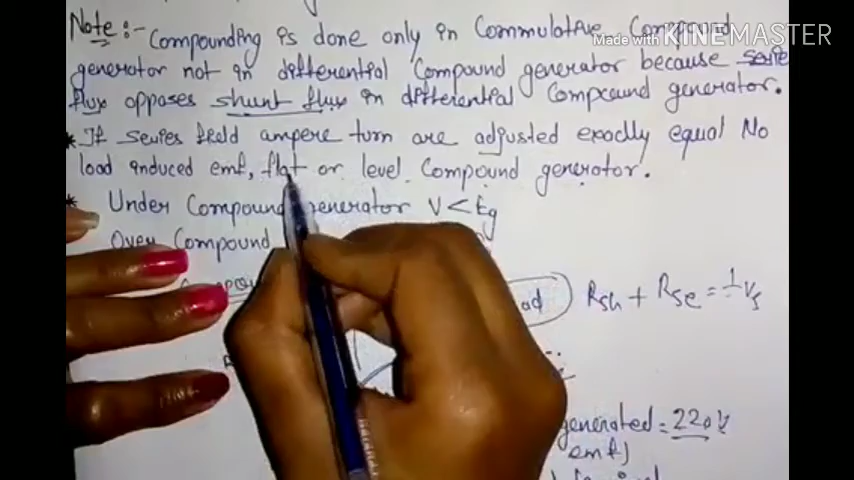 Note :- Compounding is done only in Commulative Compound
Made with KINEMASTER
generator not in differential Compound generator because series
flux opposes shunt flux in differential Compound generator.
* If series field ampere turn are adjusted exactly equal No
load induced emf, flat or level Compound generator.
* Under Compound generator V < Eg
Over Compound
ad Rsh + Rse =
generated = 220 V
emf)